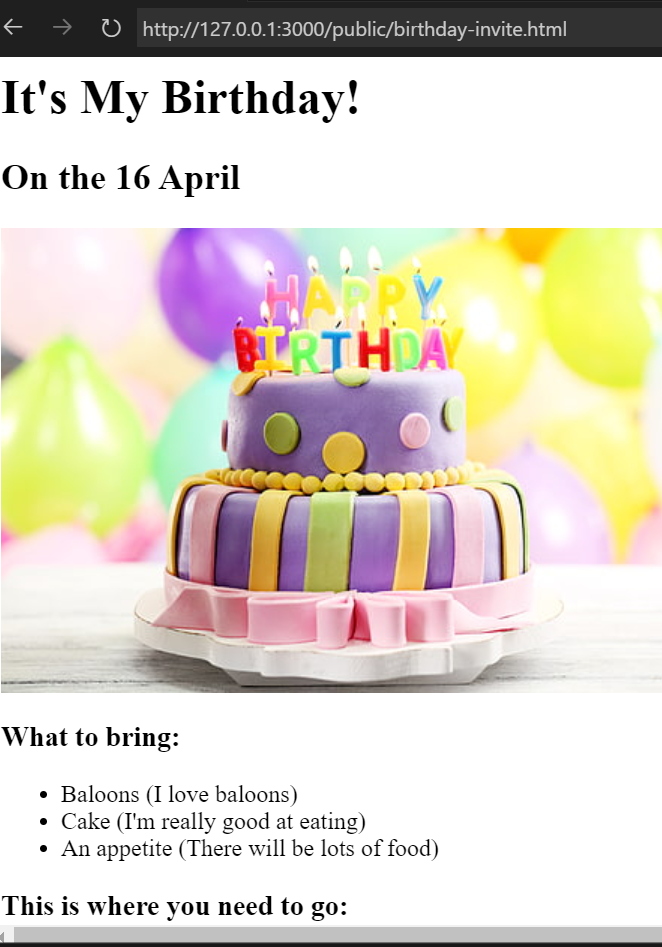 http://127.0.0.1:3000/public/birthday-invite.html
It's My Birthday!
On the 16 April
HAPPY
BIRTHDAY
What to bring:
Baloons (I love baloons)
Cake (I'm really good at eating)
An appetite (There will be lots of food)
This is where you need to go: